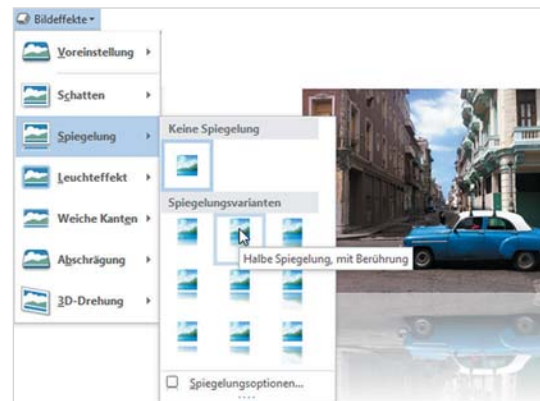 Bildeffekte
Voreinstellung
Schatten
Spiegelung
Leuchteffekt
Weiche Kanten
Abschrägung
3D-Drehung
Keine Spiegelung
Spiegelungsvarianten
Halbe Spiegelung, mit Berührung
Spiegelungsoptionen...